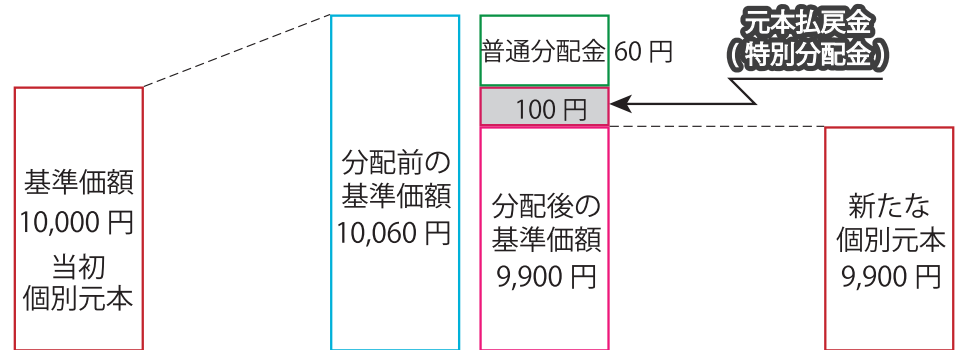 基準価額
10,000 円
当初
個別元本
分配前の
基準価額
10,060 円
普通分配金 60 円
100 円
分配後の
基準価額
9,900 円
元本払戻金
(特別分配金)
新たな
個別元本
9,900 円